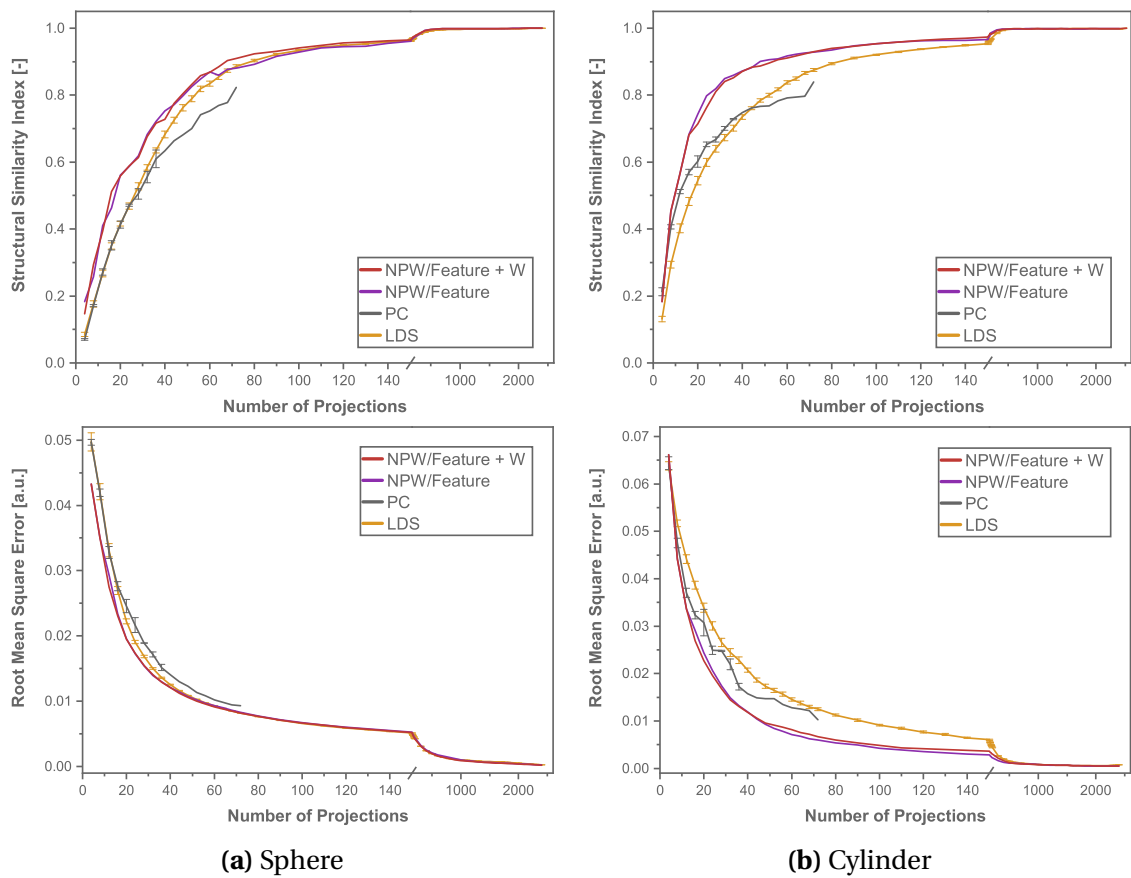 1.0
0.8
0.6
0.4
0.2
0.0
Structural Similarity Index [-]
NPW/Feature + W
NPW/Feature
PC
LDS
0 20 40 60 80 100 120 140 1000 2000
Number of Projections
1.0
0.8
0.6
0.4
0.2
0.0
Structural Similarity Index [-]
NPW/Feature + W
NPW/Feature
PC
LDS
0 20 40 60 80 100 120 140 1000 2000
Number of Projections
0.05
0.04
0.03
0.02
0.01
0.00
Root Mean Square Error [a.u.]
NPW/Feature + W
NPW/Feature
PC
LDS
0 20 40 60 80 100 120 140 1000 2000
Number of Projections
0.07
0.06
0.05
0.04
0.03
0.02
0.01
0.00
Root Mean Square Error [a.u.]
NPW/Feature + W
NPW/Feature
PC
LDS
0 20 40 60 80 100 120 140 1000 2000
Number of Projections
(a) Sphere
(b) Cylinder